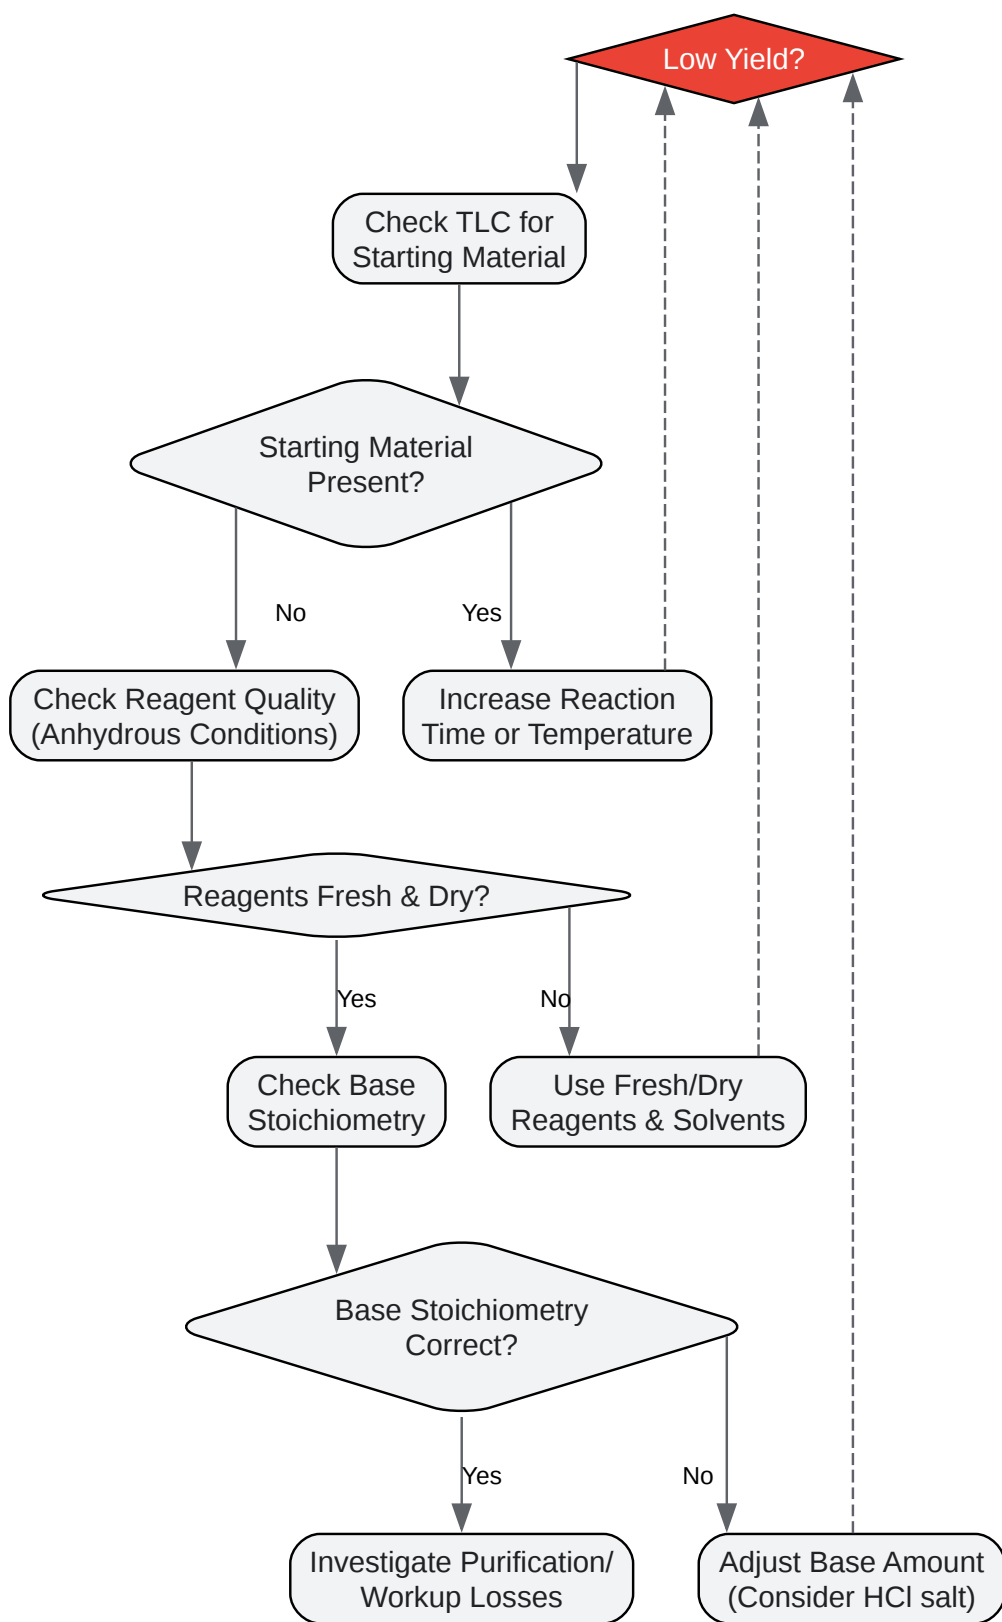 Low Yield?
Check TLC for
Starting Material
Starting Material
Present?
No
Yes
Check Reagent Quality
(Anhydrous Conditions)
Increase Reaction
Time or Temperature
Reagents Fresh & Dry?
Yes
No
Check Base
Stoichiometry
Use Fresh/Dry
Reagents & Solvents
Base Stoichiometry
Correct?
Yes
No
Investigate Purification/
Workup Losses
Adjust Base Amount
(Consider HCl salt)